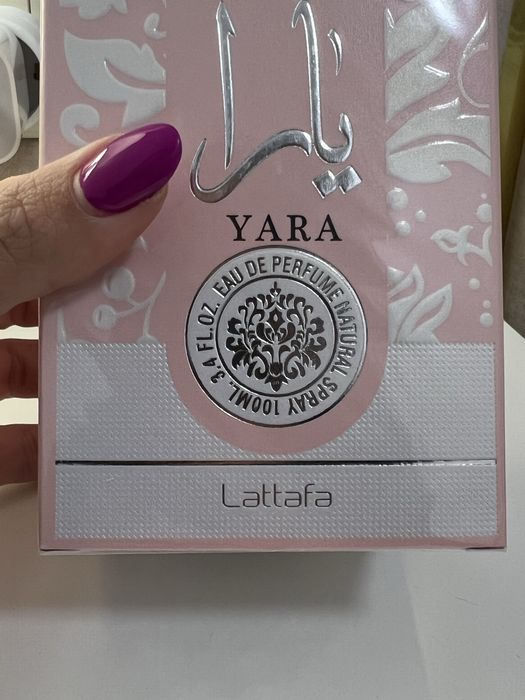 يارا
YARA
EAU DE PERFUME NATURAL SPRAY 100ML. 3.4 FL.OZ.
Lattafa